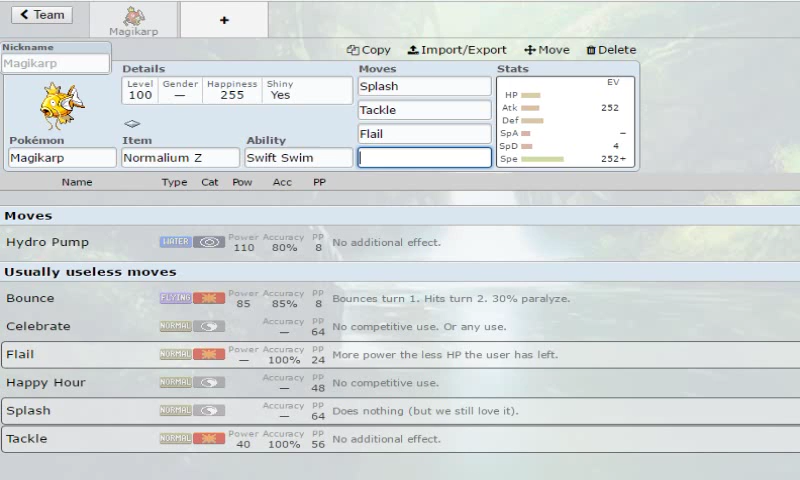 Team
Magikarp
+
Nickname
Magikarp
Copy Import/Export Move Delete
Details
Level Gender Happiness Shiny
100 — 255 Yes
Moves
Splash
Tackle
Flail
Stats
EV
HP
Atk 252
Def
SpA –
SpD 4
Spe 252+
Pokémon
Magikarp
Item
Normalium Z
Ability
Swift Swim
Name Type Cat Pow Acc PP
Moves
Hydro Pump WATER Power 110 Accuracy 80% PP 8 No additional effect.
Usually useless moves
Bounce FLYING Power 85 Accuracy 85% PP 8 Bounces turn 1. Hits turn 2. 30% paralyze.
Celebrate NORMAL Accuracy — PP 64 No competitive use. Or any use.
Flail NORMAL Power — Accuracy 100% PP 24 More power the less HP the user has left.
Happy Hour NORMAL Accuracy — PP 48 No competitive use.
Splash NORMAL Accuracy — PP 64 Does nothing (but we still love it).
Tackle NORMAL Power 40 Accuracy 100% PP 56 No additional effect.